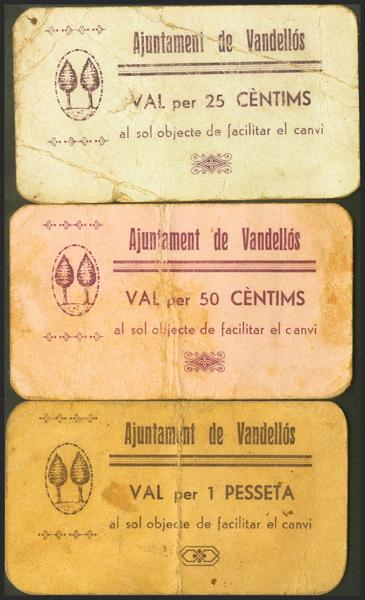 Ajuntament de Vandellós
VAL per 25 CÈNTIMS
al sol objecte de facilitar el canvi
Ajuntament de Vandellós
VAL per 50 CÈNTIMS
al sol objecte de facilitar el canvi
Ajuntament de Vandellós
VAL per 1 PESSETA
al sol objecte de facilitar el canvi